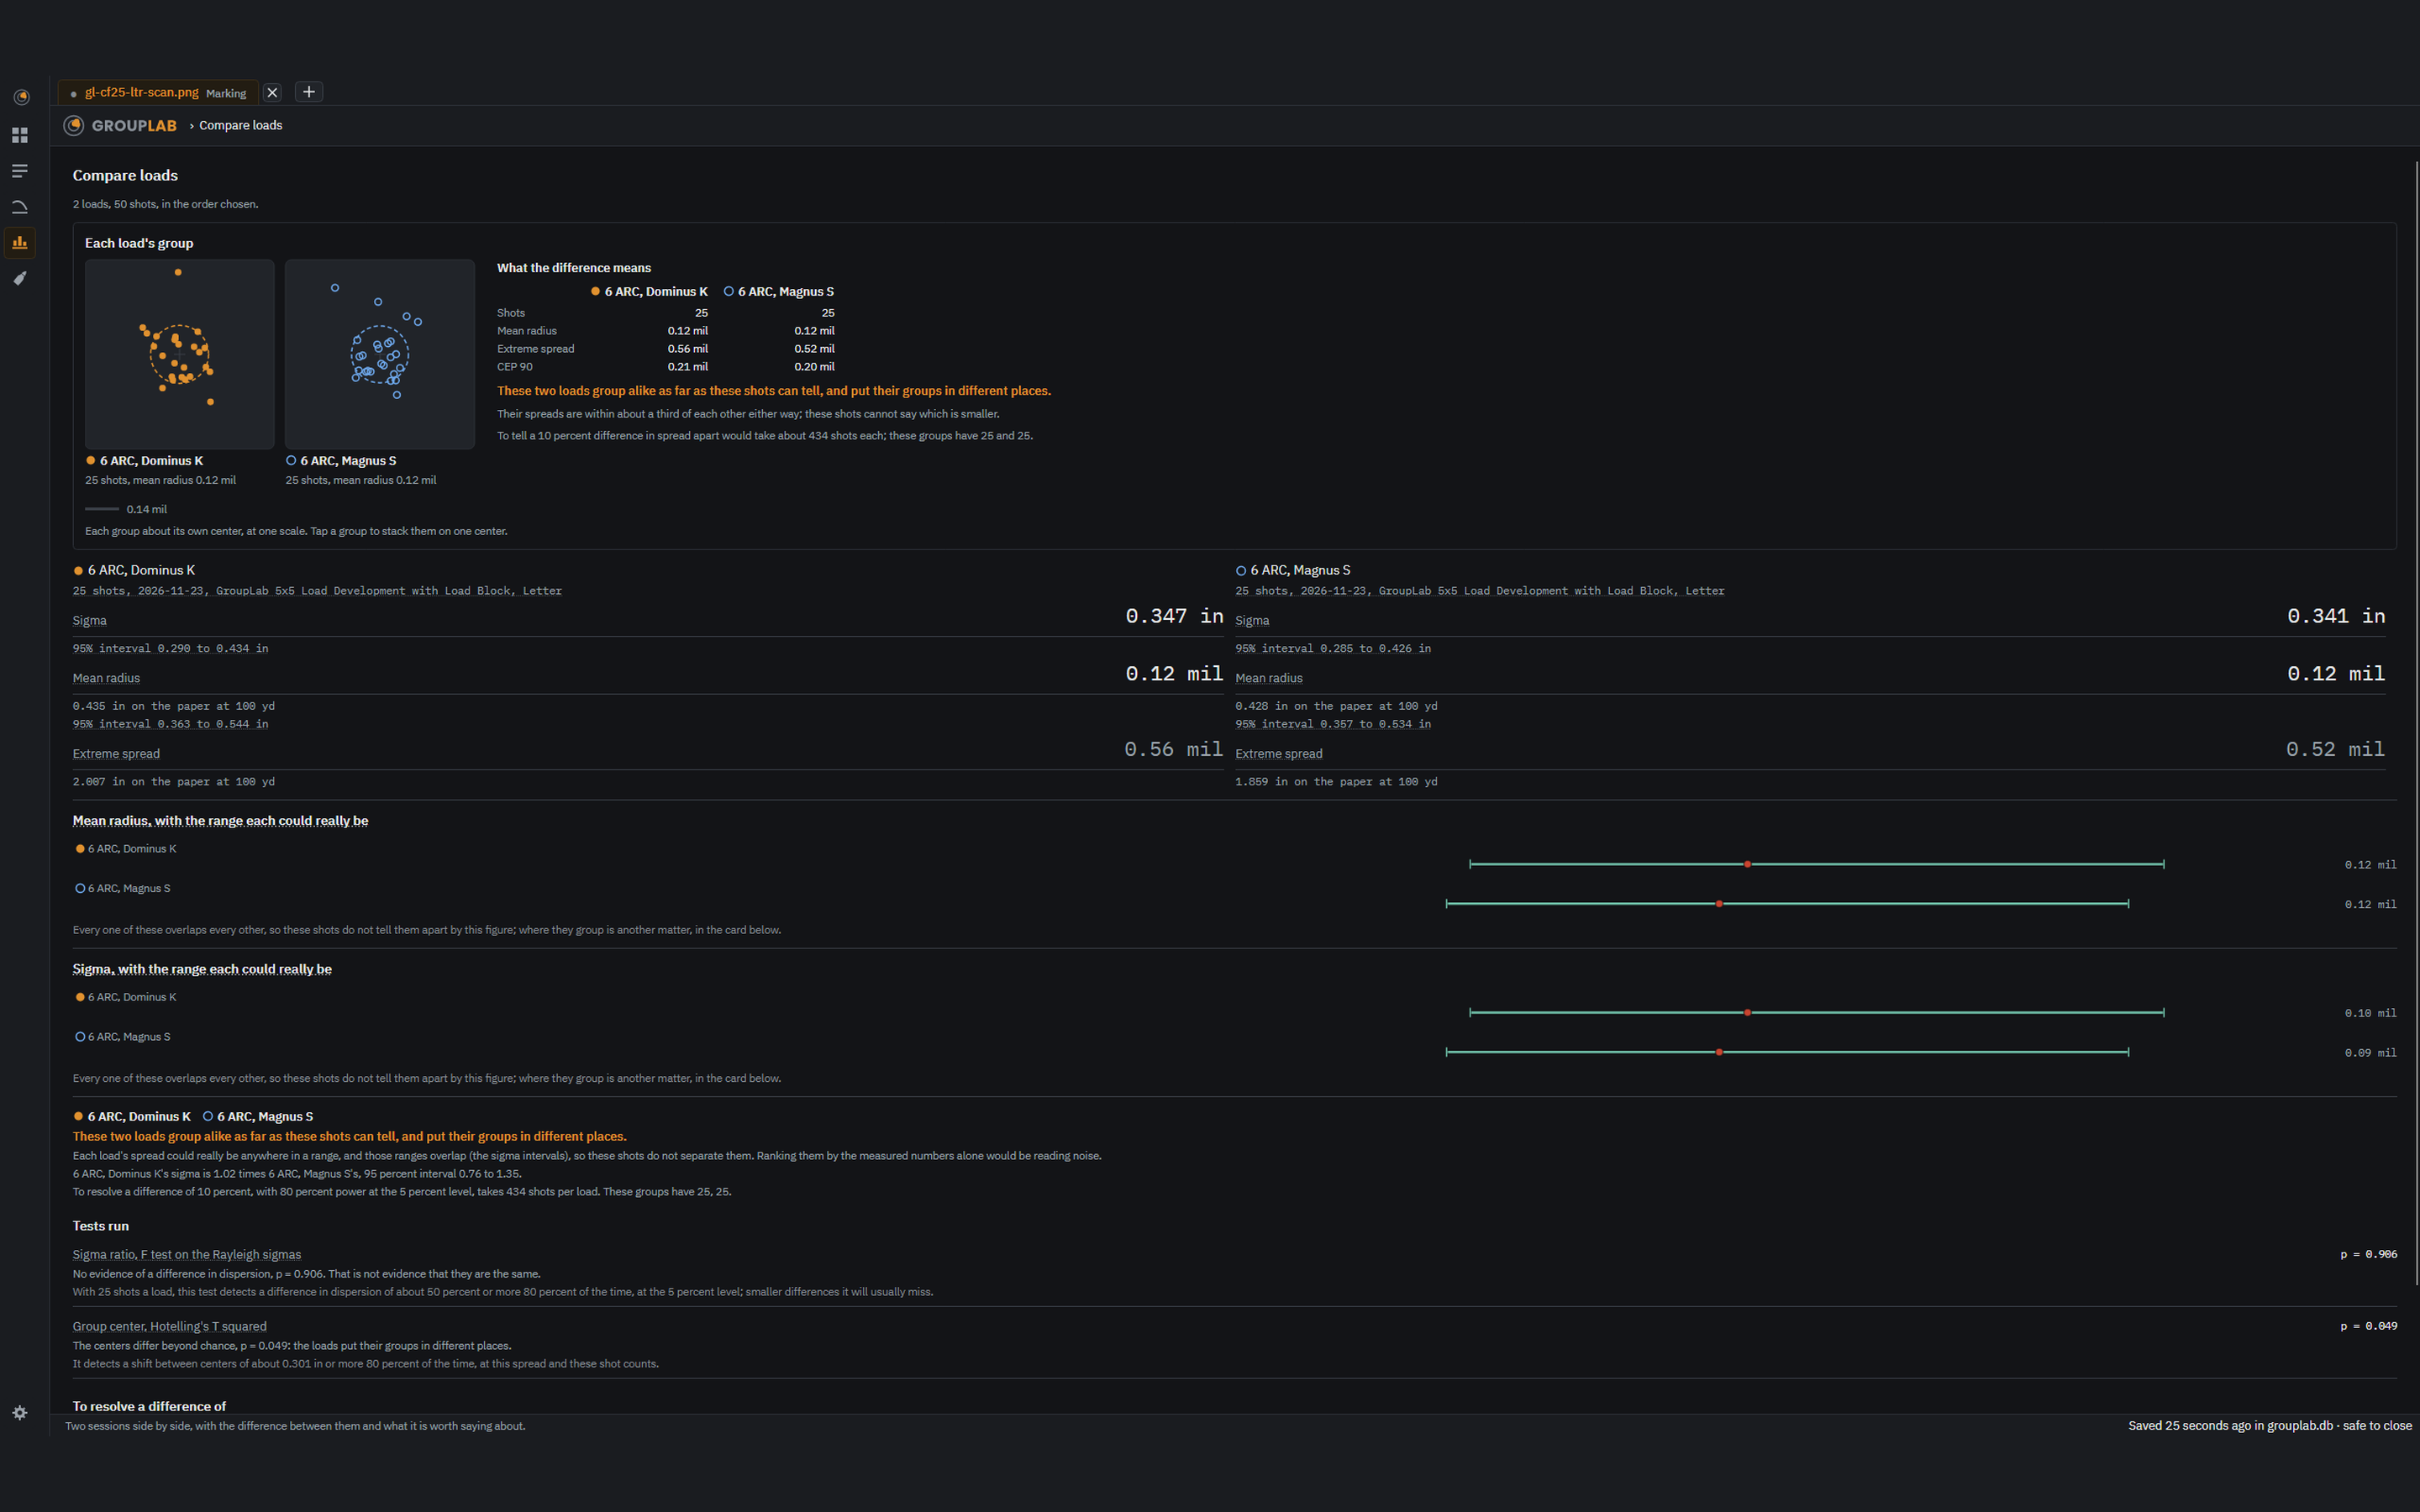 gl-cf25-ltr-scan.png Marking
GROUPLAB › Compare loads
Compare loads
2 loads, 50 shots, in the order chosen.
Each load's group
What the difference means
6 ARC, Dominus K 6 ARC, Magnus S
Shots 25 25
Mean radius 0.12 mil 0.12 mil
Extreme spread 0.56 mil 0.52 mil
CEP 90 0.21 mil 0.20 mil
These two loads group alike as far as these shots can tell, and put their groups in different places.
Their spreads are within about a third of each other either way; these shots cannot say which is smaller.
To tell a 10 percent difference in spread apart would take about 434 shots each; these groups have 25 and 25.
6 ARC, Dominus K
25 shots, mean radius 0.12 mil
6 ARC, Magnus S
25 shots, mean radius 0.12 mil
0.14 mil
Each group about its own center, at one scale. Tap a group to stack them on one center.
6 ARC, Dominus K
25 shots, 2026-11-23, GroupLab 5x5 Load Development with Load Block, Letter
Sigma 0.347 in
95% interval 0.290 to 0.434 in
Mean radius 0.12 mil
0.435 in on the paper at 100 yd
95% interval 0.363 to 0.544 in
Extreme spread 0.56 mil
2.007 in on the paper at 100 yd
6 ARC, Magnus S
25 shots, 2026-11-23, GroupLab 5x5 Load Development with Load Block, Letter
Sigma 0.341 in
95% interval 0.285 to 0.426 in
Mean radius 0.12 mil
0.428 in on the paper at 100 yd
95% interval 0.357 to 0.534 in
Extreme spread 0.52 mil
1.859 in on the paper at 100 yd
Mean radius, with the range each could really be
6 ARC, Dominus K 0.12 mil
6 ARC, Magnus S 0.12 mil
Every one of these overlaps every other, so these shots do not tell them apart by this figure; where they group is another matter, in the card below.
Sigma, with the range each could really be
6 ARC, Dominus K 0.10 mil
6 ARC, Magnus S 0.09 mil
Every one of these overlaps every other, so these shots do not tell them apart by this figure; where they group is another matter, in the card below.
6 ARC, Dominus K 6 ARC, Magnus S
These two loads group alike as far as these shots can tell, and put their groups in different places.
Each load's spread could really be anywhere in a range, and those ranges overlap (the sigma intervals), so these shots do not separate them. Ranking them by the measured numbers alone would be reading noise.
6 ARC, Dominus K's sigma is 1.02 times 6 ARC, Magnus S's, 95 percent interval 0.76 to 1.35.
To resolve a difference of 10 percent, with 80 percent power at the 5 percent level, takes 434 shots per load. These groups have 25, 25.
Tests run
Sigma ratio, F test on the Rayleigh sigmas p = 0.906
No evidence of a difference in dispersion, p = 0.906. That is not evidence that they are the same.
With 25 shots a load, this test detects a difference in dispersion of about 50 percent or more 80 percent of the time, at the 5 percent level; smaller differences it will usually miss.
Group center, Hotelling's T squared p = 0.049
The centers differ beyond chance, p = 0.049: the loads put their groups in different places.
It detects a shift between centers of about 0.301 in or more 80 percent of the time, at this spread and these shot counts.
To resolve a difference of
Two sessions side by side, with the difference between them and what it is worth saying about.
Saved 25 seconds ago in grouplab.db · safe to close